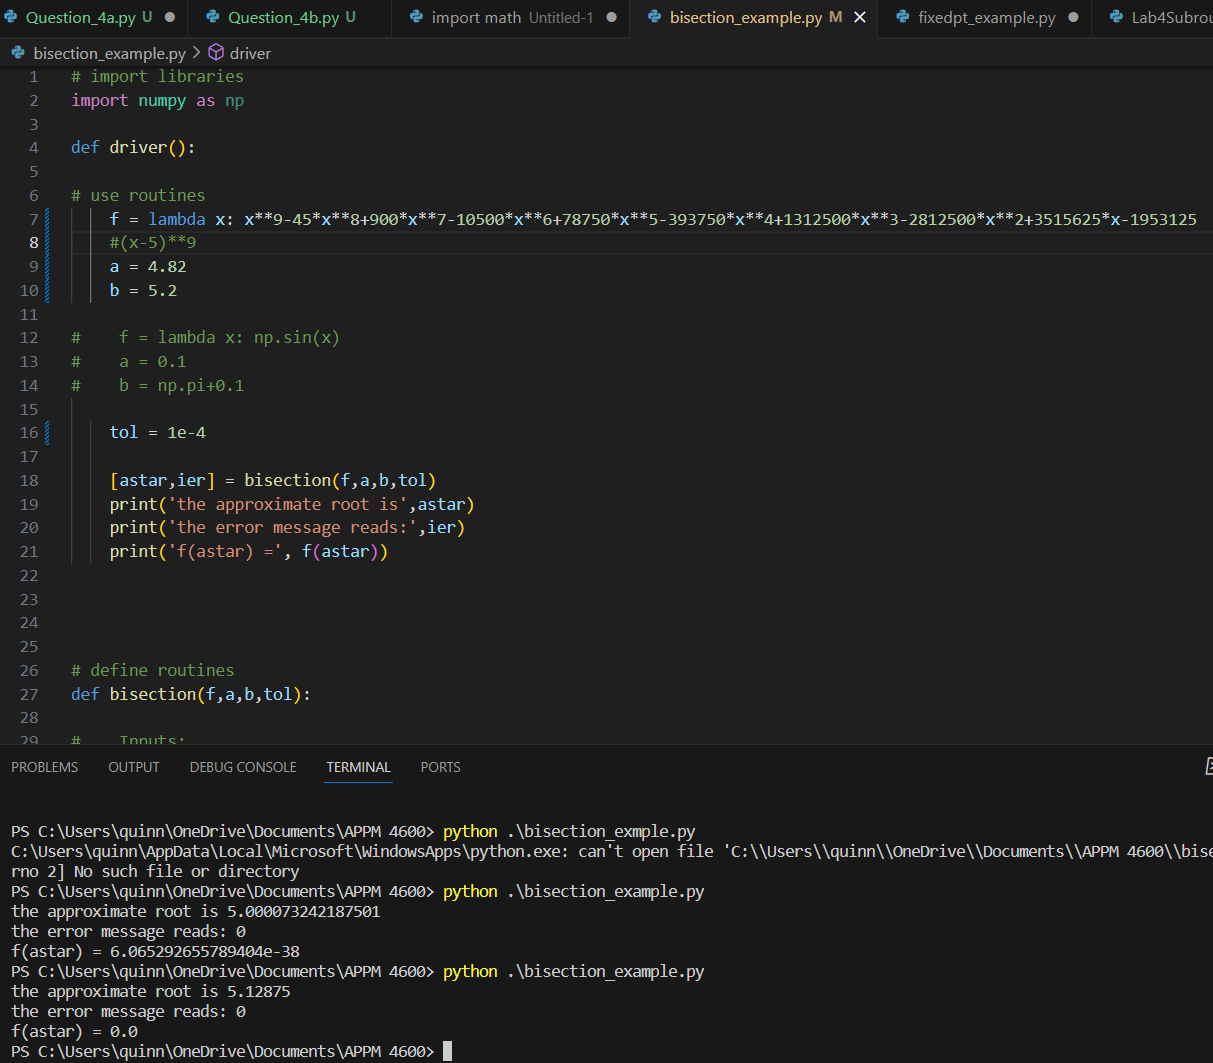 Question_4a.py U ● Question_4b.py U import math Untitled-1 ● bisection_example.py M × fixedpt_example.py ● Lab4Subrou
bisection_example.py > driver
1 # import libraries
2 import numpy as np
3
4 def driver():
5
6 # use routines
7 f = lambda x: x**9-45*x**8+900*x**7-10500*x**6+78750*x**5-393750*x**4+1312500*x**3-2812500*x**2+3515625*x-1953125
8 #(x-5)**9
9 a = 4.82
10 b = 5.2
11
12 # f = lambda x: np.sin(x)
13 # a = 0.1
14 # b = np.pi+0.1
15
16 tol = 1e-4
17
18 [astar,ier] = bisection(f,a,b,tol)
19 print('the approximate root is',astar)
20 print('the error message reads:',ier)
21 print('f(astar) =', f(astar))
22
23
24
25
26 # define routines
27 def bisection(f,a,b,tol):
28
29 # Inputs:
PROBLEMS OUTPUT DEBUG CONSOLE TERMINAL PORTS
PS C:\Users\quinn\OneDrive\Documents\APPM 4600> python .\bisection_exmple.py
C:\Users\quinn\AppData\Local\Microsoft\WindowsApps\python.exe: can't open file 'C:\\Users\\quinn\\OneDrive\\Documents\\APPM 4600\\bise
rno 2] No such file or directory
PS C:\Users\quinn\OneDrive\Documents\APPM 4600> python .\bisection_example.py
the approximate root is 5.000073242187501
the error message reads: 0
f(astar) = 6.065292655789404e-38
PS C:\Users\quinn\OneDrive\Documents\APPM 4600> python .\bisection_example.py
the approximate root is 5.12875
the error message reads: 0
f(astar) = 0.0
PS C:\Users\quinn\OneDrive\Documents\APPM 4600>